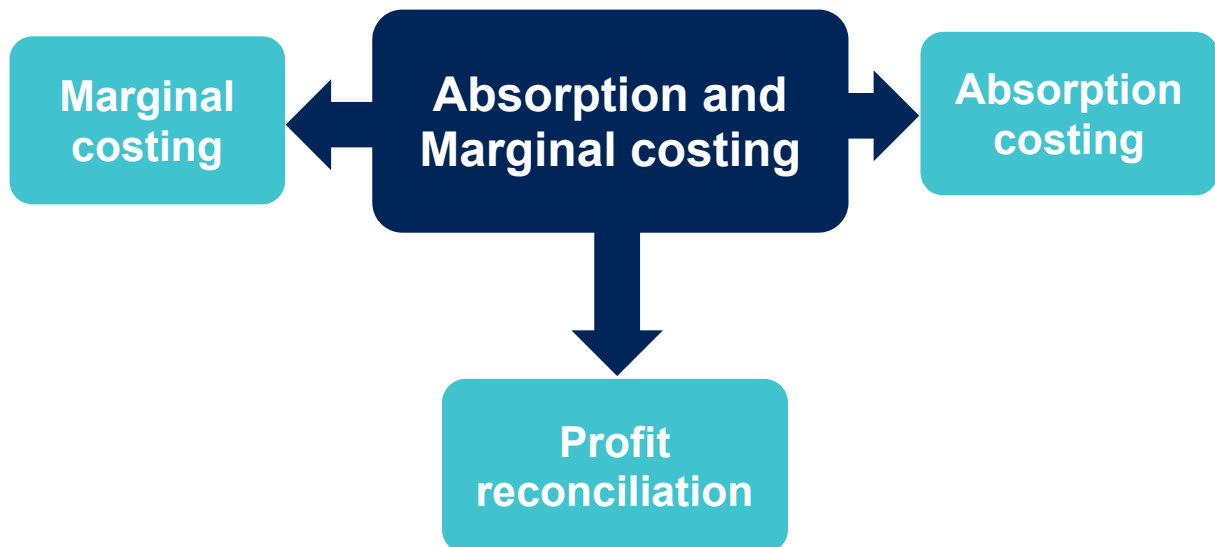 Marginal
costing
Absorption and
Marginal costing
Absorption
costing
Profit
reconciliation